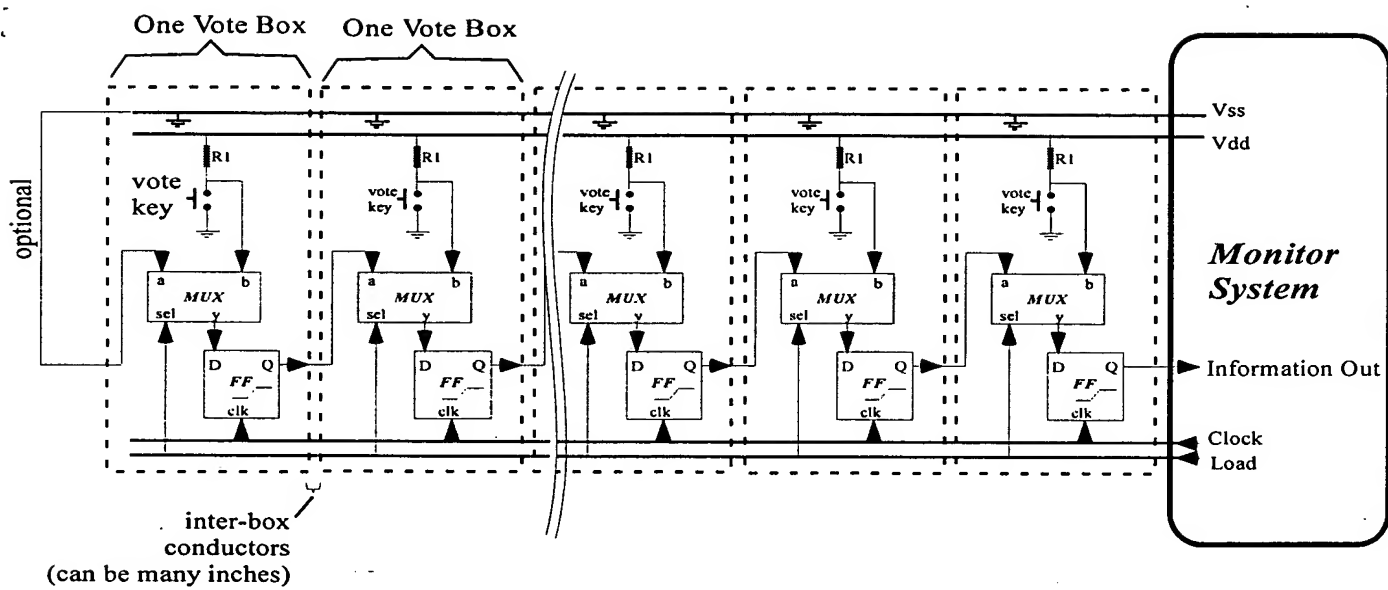 One Vote Box
One Vote Box
Vss
Vdd
R1
R1
R1
R1
R1
vote
key
vote
key
vote
key
vote
key
vote
key
optional
Monitor
System
a b
MUX
sel y
a b
MUX
sel y
a b
MUX
sel y
a b
MUX
sel y
a b
MUX
sel y
D Q
FF
clk
D Q
FF
clk
D Q
FF
clk
D Q
FF
clk
D Q
FF
clk
Information Out
Clock
Load
inter-box
conductors
(can be many inches)